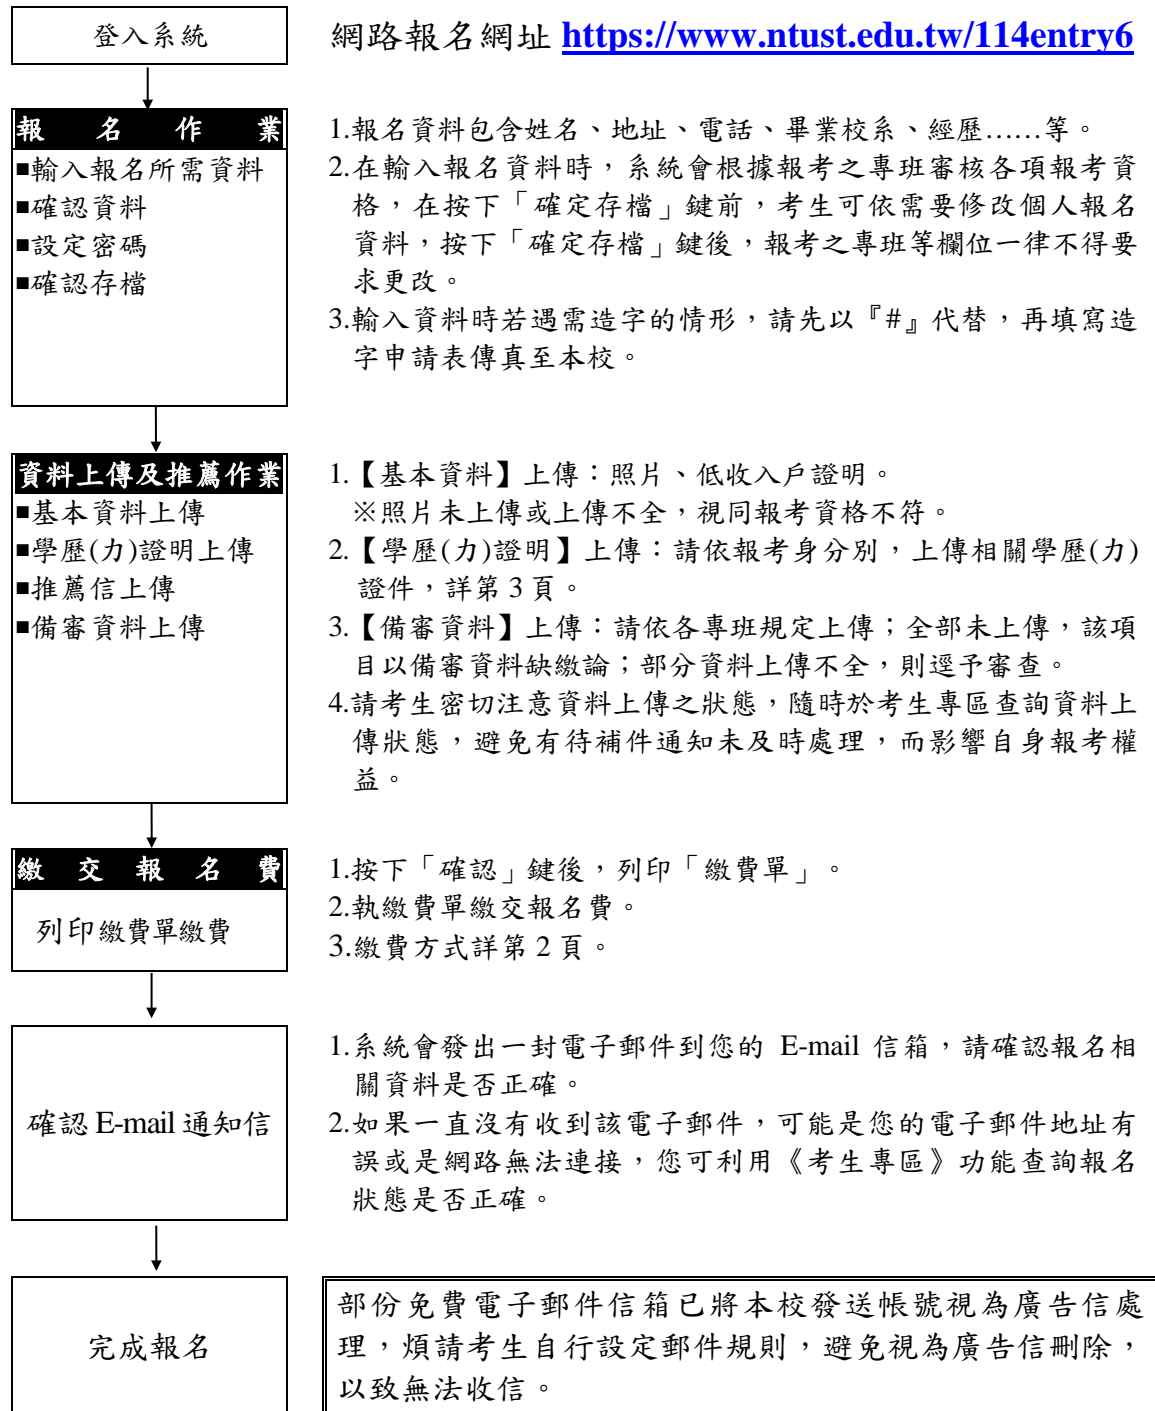 登入系統
網路報名網址 https://www.ntust.edu.tw/114entry6
報名作業
■輸入報名所需資料
■確認資料
■設定密碼
■確認存檔
1.報名資料包含姓名、地址、電話、畢業校系、經歷……等。
2.在輸入報名資料時，系統會根據報考之專班審核各項報考資
格，在按下「確定存檔」鍵前，考生可依需要修改個人報名
資料，按下「確定存檔」鍵後，報考之專班等欄位一律不得要
求更改。
3.輸入資料時若遇需造字的情形，請先以『#』代替，再填寫造
字申請表傳真至本校。
資料上傳及推薦作業
■基本資料上傳
■學歷(力)證明上傳
■推薦信上傳
■備審資料上傳
1.【基本資料】上傳：照片、低收入戶證明。
※照片未上傳或上傳不全，視同報考資格不符。
2.【學歷(力)證明】上傳：請依報考身分別，上傳相關學歷(力)
證件，詳第 3 頁。
3.【備審資料】上傳：請依各專班規定上傳；全部未上傳，該項
目以備審資料缺繳論；部分資料上傳不全，則逕予審查。
4.請考生密切注意資料上傳之狀態，隨時於考生專區查詢資料上
傳狀態，避免有待補件通知未及時處理，而影響自身報考權
益。
繳交報名費
列印繳費單繳費
1.按下「確認」鍵後，列印「繳費單」。
2.執繳費單繳交報名費。
3.繳費方式詳第 2 頁。
確認 E-mail 通知信
1.系統會發出一封電子郵件到您的 E-mail 信箱，請確認報名相
關資料是否正確。
2.如果一直沒有收到該電子郵件，可能是您的電子郵件地址有
誤或是網路無法連接，您可利用《考生專區》功能查詢報名
狀態是否正確。
完成報名
部份免費電子郵件信箱已將本校發送帳號視為廣告信處
理，煩請考生自行設定郵件規則，避免視為廣告信刪除，
以致無法收信。